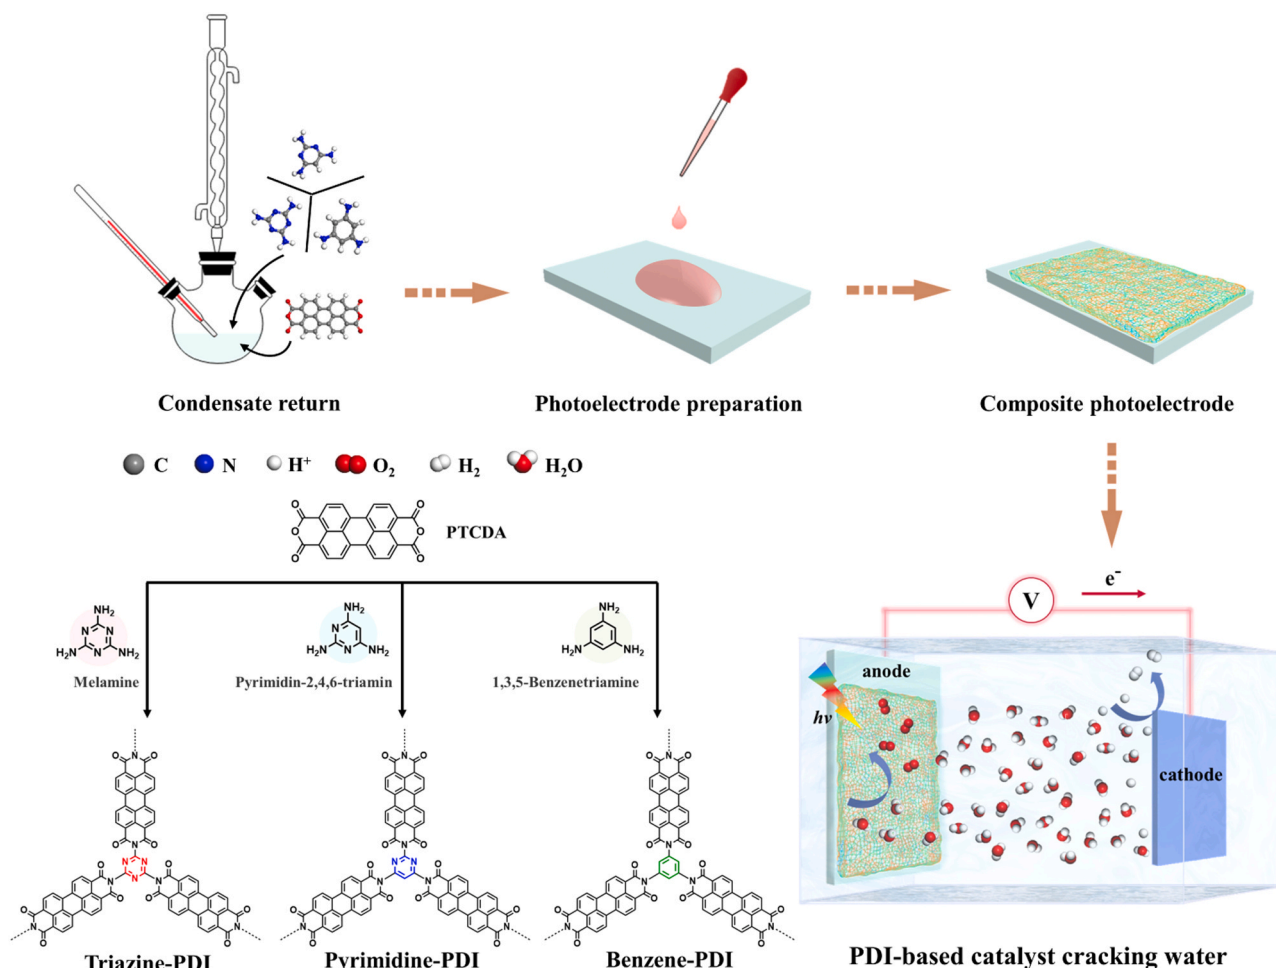 Condensate return
Photoelectrode preparation
Composite photoelectrode
C N H⁺ O₂ H₂ H₂O
O O
O O
O O
PTCDA
NH₂
N N
H₂N N NH₂
Melamine
NH₂
N
H₂N N NH₂
Pyrimidin-2,4,6-triamin
NH₂
H₂N NH₂
1,3,5-Benzenetriamine
O N O
O N O
N N
N N N
O O O O
O N O O N O
Triazine-PDI
O N O
O N O
N N
N N
O O O O
O N O O N O
Pyrimidine-PDI
O N O
O N O
N N
O O O O
O N O O N O
Benzene-PDI
V
e⁻
anode
hν
cathode
PDI-based catalyst cracking water